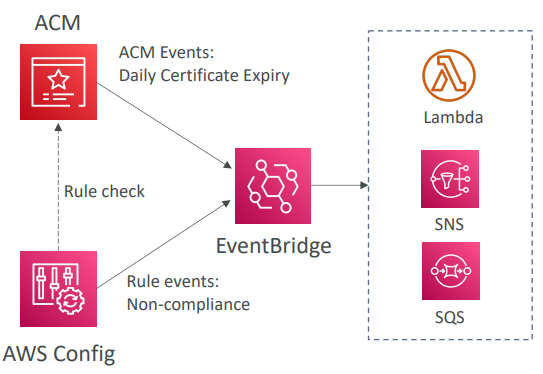 ACM
ACM Events:
Daily Certificate Expiry
Lambda
Rule check
SNS
EventBridge
Rule events:
Non-compliance
SQS
AWS Config